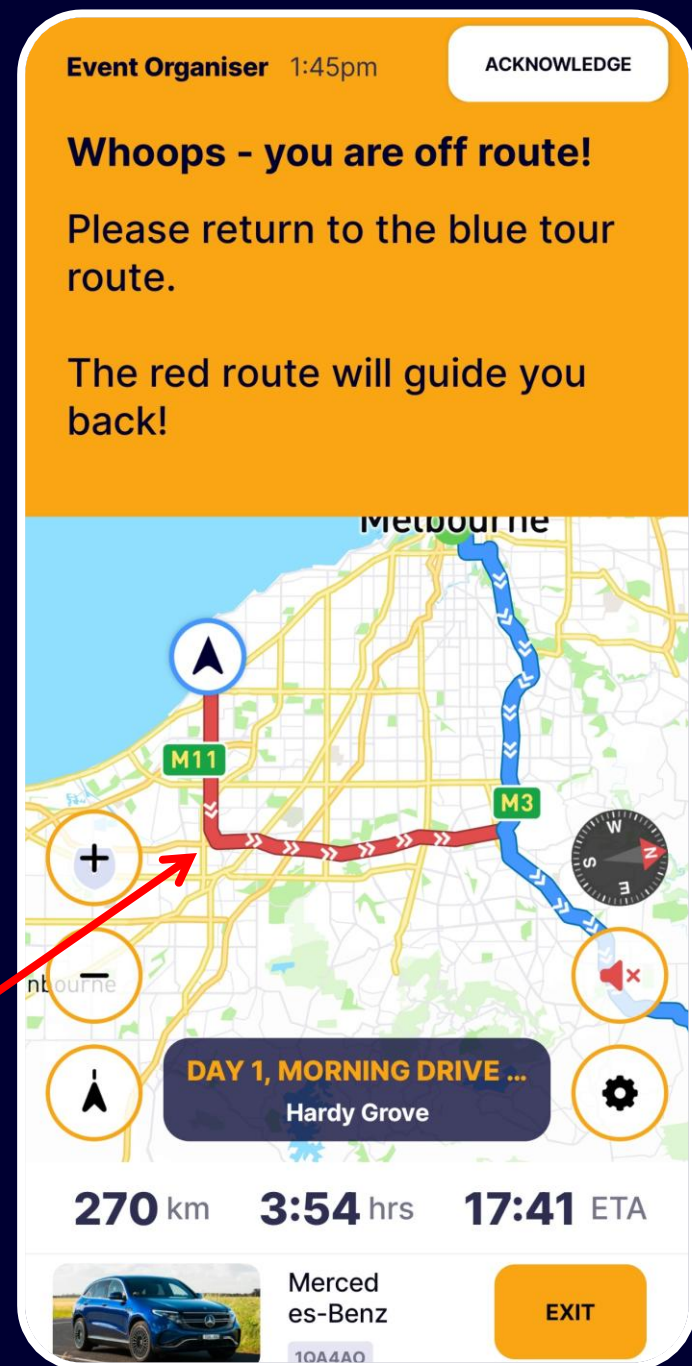 Event Organiser 1:45pm ACKNOWLEDGE
Whoops - you are off route!
Please return to the blue tour
route.
The red route will guide you
back!
Melbourne
M11
M3
W
N
S
E
nbourne
DAY 1, MORNING DRIVE ...
Hardy Grove
270 km 3:54 hrs 17:41 ETA
Merced
es-Benz
EXIT
1QA4AQ